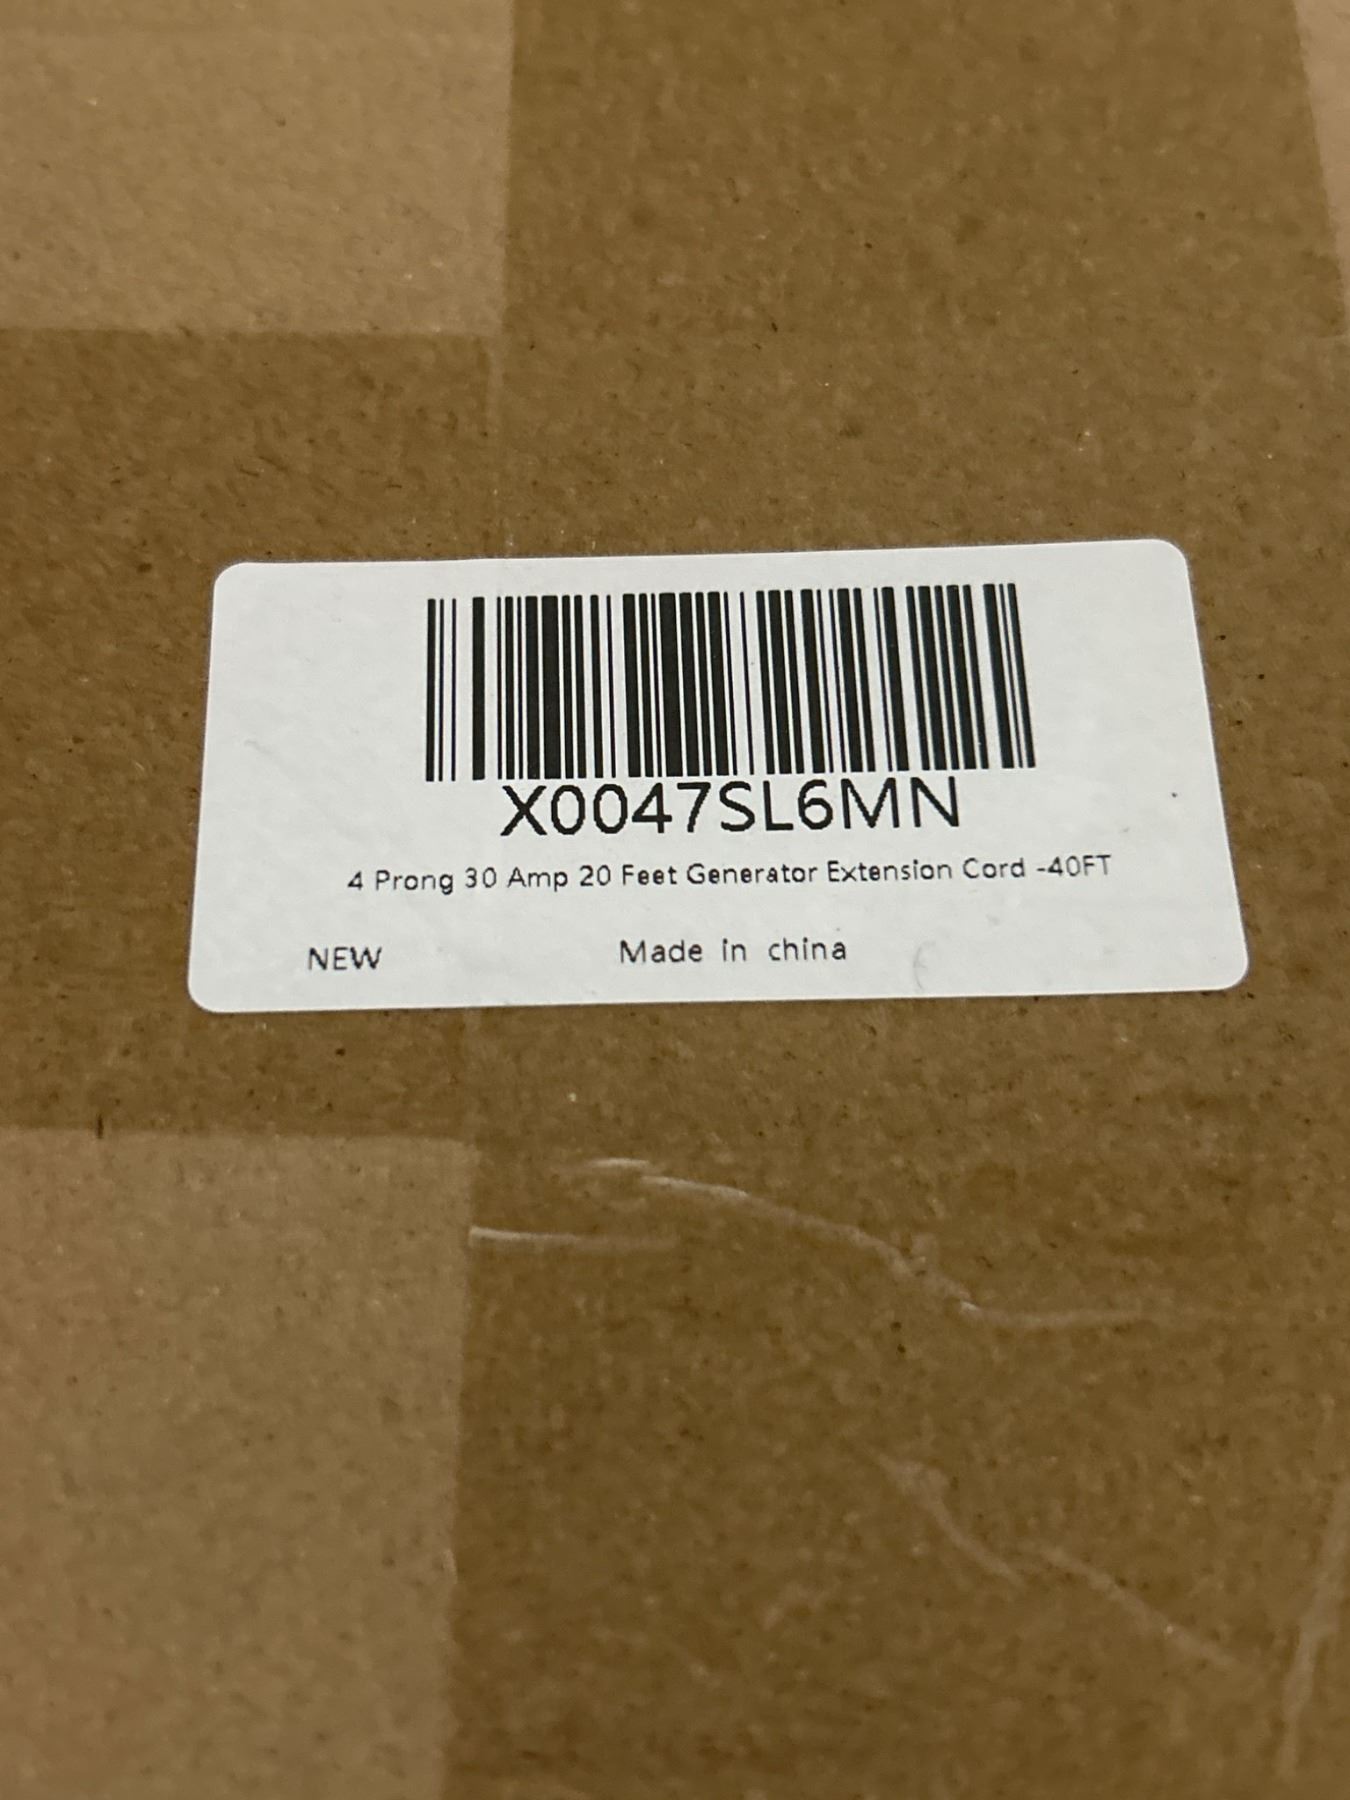 X0047SL6MN
4 Prong 30 Amp 20 Feet Generator Extension Cord -40FT
NEW Made in china